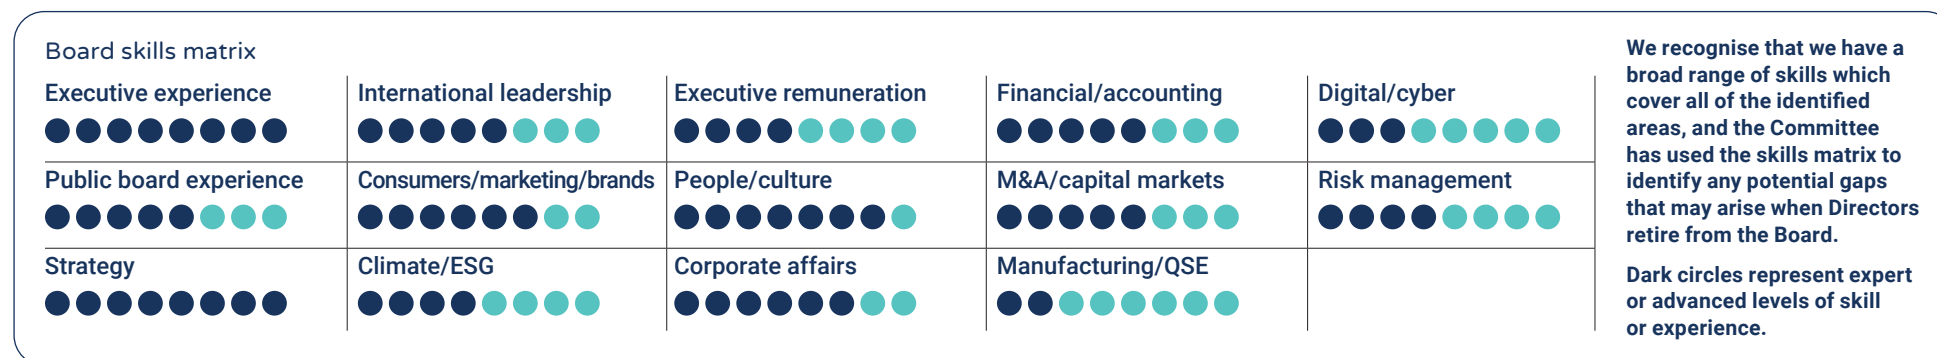 Board skills matrix
Executive experience
International leadership
Executive remuneration
Financial/accounting
Digital/cyber
Public board experience
Consumers/marketing/brands
People/culture
M&A/capital markets
Risk management
Strategy
Climate/ESG
Corporate affairs
Manufacturing/QSE
We recognise that we have a
broad range of skills which
cover all of the identified
areas, and the Committee
has used the skills matrix to
identify any potential gaps
that may arise when Directors
retire from the Board.
Dark circles represent expert
or advanced levels of skill
or experience.